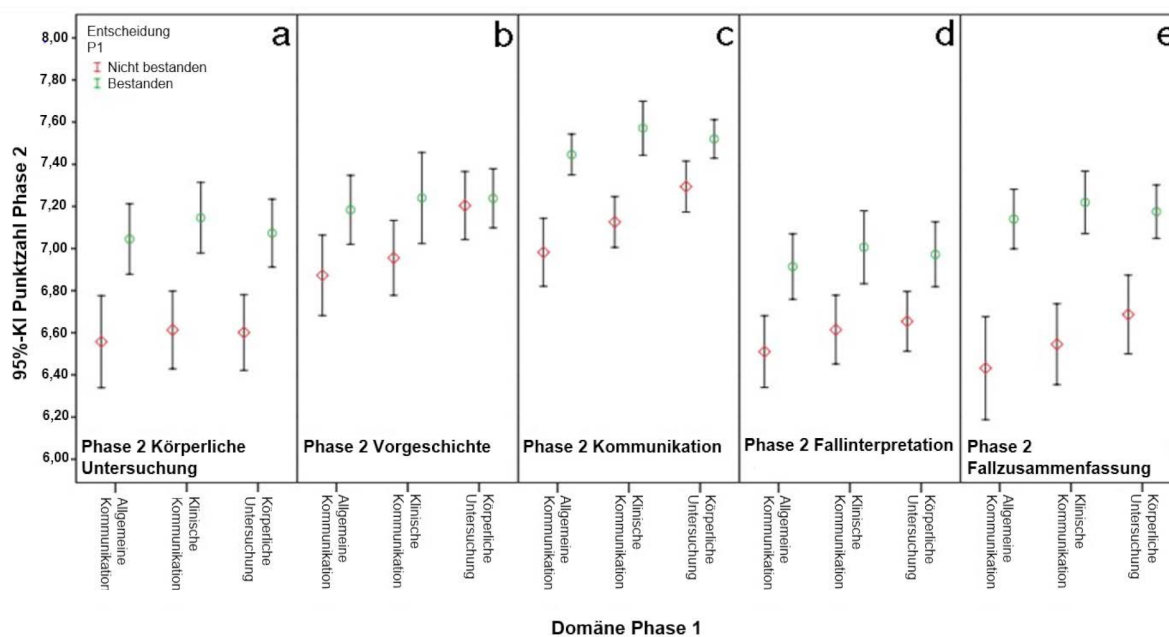 Entscheidung
P1
Nicht bestanden
Bestanden
a
b
c
d
e
95%-KI Punktzahl Phase 2
8,00
7,80
7,60
7,40
7,20
7,00
6,80
6,60
6,40
6,20
6,00
Phase 2 Körperliche
Untersuchung
Phase 2 Vorgeschichte
Phase 2 Kommunikation
Phase 2 Fallinterpretation
Phase 2
Fallzusammenfassung
Allgemeine
Kommunikation
Klinische
Kommunikation
Körperliche
Untersuchung
Allgemeine
Kommunikation
Klinische
Kommunikation
Körperliche
Untersuchung
Allgemeine
Kommunikation
Klinische
Kommunikation
Körperliche
Untersuchung
Allgemeine
Kommunikation
Klinische
Kommunikation
Körperliche
Untersuchung
Allgemeine
Kommunikation
Klinische
Kommunikation
Körperliche
Untersuchung
Domäne Phase 1